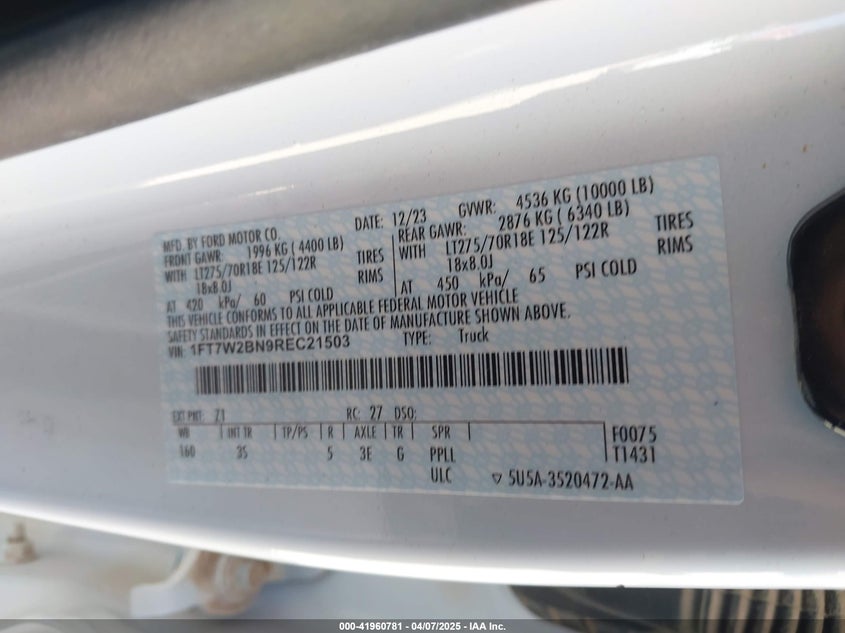 MFD. BY FORD MOTOR CO.
DATE: 12/23 GVWR: 4536 KG (10000 LB)
FRONT GAWR: 1996 KG (4400 LB) REAR GAWR: 2876 KG (6340 LB)
WITH LT275/70R18E 125/122R TIRES WITH LT275/70R18E 125/122R TIRES
18x8.0J RIMS 18x8.0J RIMS
AT 420 kPa/ 60 PSI COLD AT 450 kPa/ 65 PSI COLD
THIS VEHICLE CONFORMS TO ALL APPLICABLE FEDERAL MOTOR VEHICLE
SAFETY STANDARDS IN EFFECT ON THE DATE OF MANUFACTURE SHOWN ABOVE.
VIN: 1FT7W2BN9REC21503 TYPE: Truck
EXT PNT: Z1 RC: 27 DSO:
WB INT TR TP/PS R AXLE TR SPR F0075
160 3S 5 3E G PPLL T1431
ULC 5U5A-3520472-AA
000-41960781 | 04/07/2025 - IAA Inc.